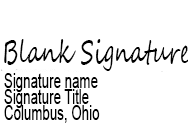 Blank Signature
Signature name
Signature Title
Columbus, Ohio